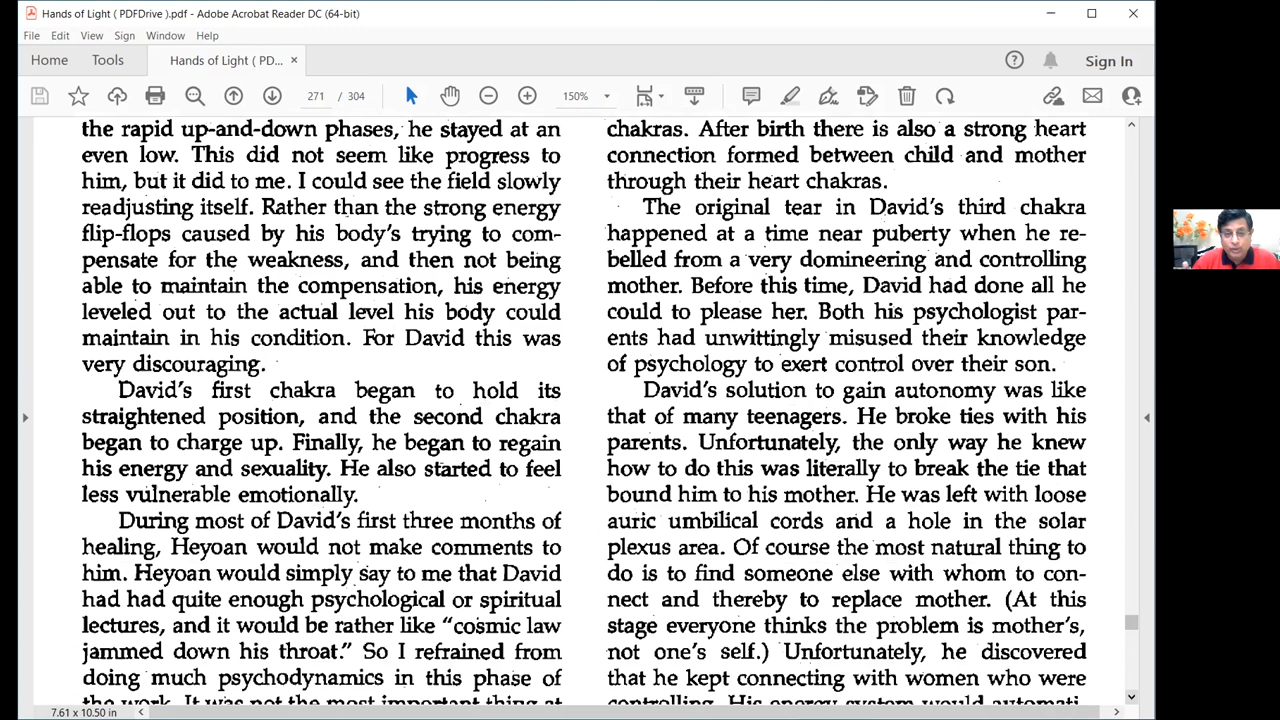 Hands of Light ( PDFDrive ).pdf - Adobe Acrobat Reader DC (64-bit)
File Edit View Sign Window Help
Home Tools Hands of Light ( PD... × Sign In
271 / 304 150%
the rapid up-and-down phases, he stayed at an
even low. This did not seem like progress to
him, but it did to me. I could see the field slowly
readjusting itself. Rather than the strong energy
flip-flops caused by his body's trying to com-
pensate for the weakness, and then not being
able to maintain the compensation, his energy
leveled out to the actual level his body could
maintain in his condition. For David this was
very discouraging.
David's first chakra began to hold its
straightened position, and the second chakra
began to charge up. Finally, he began to regain
his energy and sexuality. He also started to feel
less vulnerable emotionally.
During most of David's first three months of
healing, Heyoan would not make comments to
him. Heyoan would simply say to me that David
had had quite enough psychological or spiritual
lectures, and it would be rather like "cosmic law
jammed down his throat." So I refrained from
doing much psychodynamics in this phase of
the work. It was not the most important thing at
chakras. After birth there is also a strong heart
connection formed between child and mother
through their heart chakras.
The original tear in David's third chakra
happened at a time near puberty when he re-
belled from a very domineering and controlling
mother. Before this time, David had done all he
could to please her. Both his psychologist par-
ents had unwittingly misused their knowledge
of psychology to exert control over their son.
David's solution to gain autonomy was like
that of many teenagers. He broke ties with his
parents. Unfortunately, the only way he knew
how to do this was literally to break the tie that
bound him to his mother. He was left with loose
auric umbilical cords and a hole in the solar
plexus area. Of course the most natural thing to
do is to find someone else with whom to con-
nect and thereby to replace mother. (At this
stage everyone thinks the problem is mother's,
not one's self.) Unfortunately, he discovered
that he kept connecting with women who were
controlling. His energy system would automati-
7.61 x 10.50 in